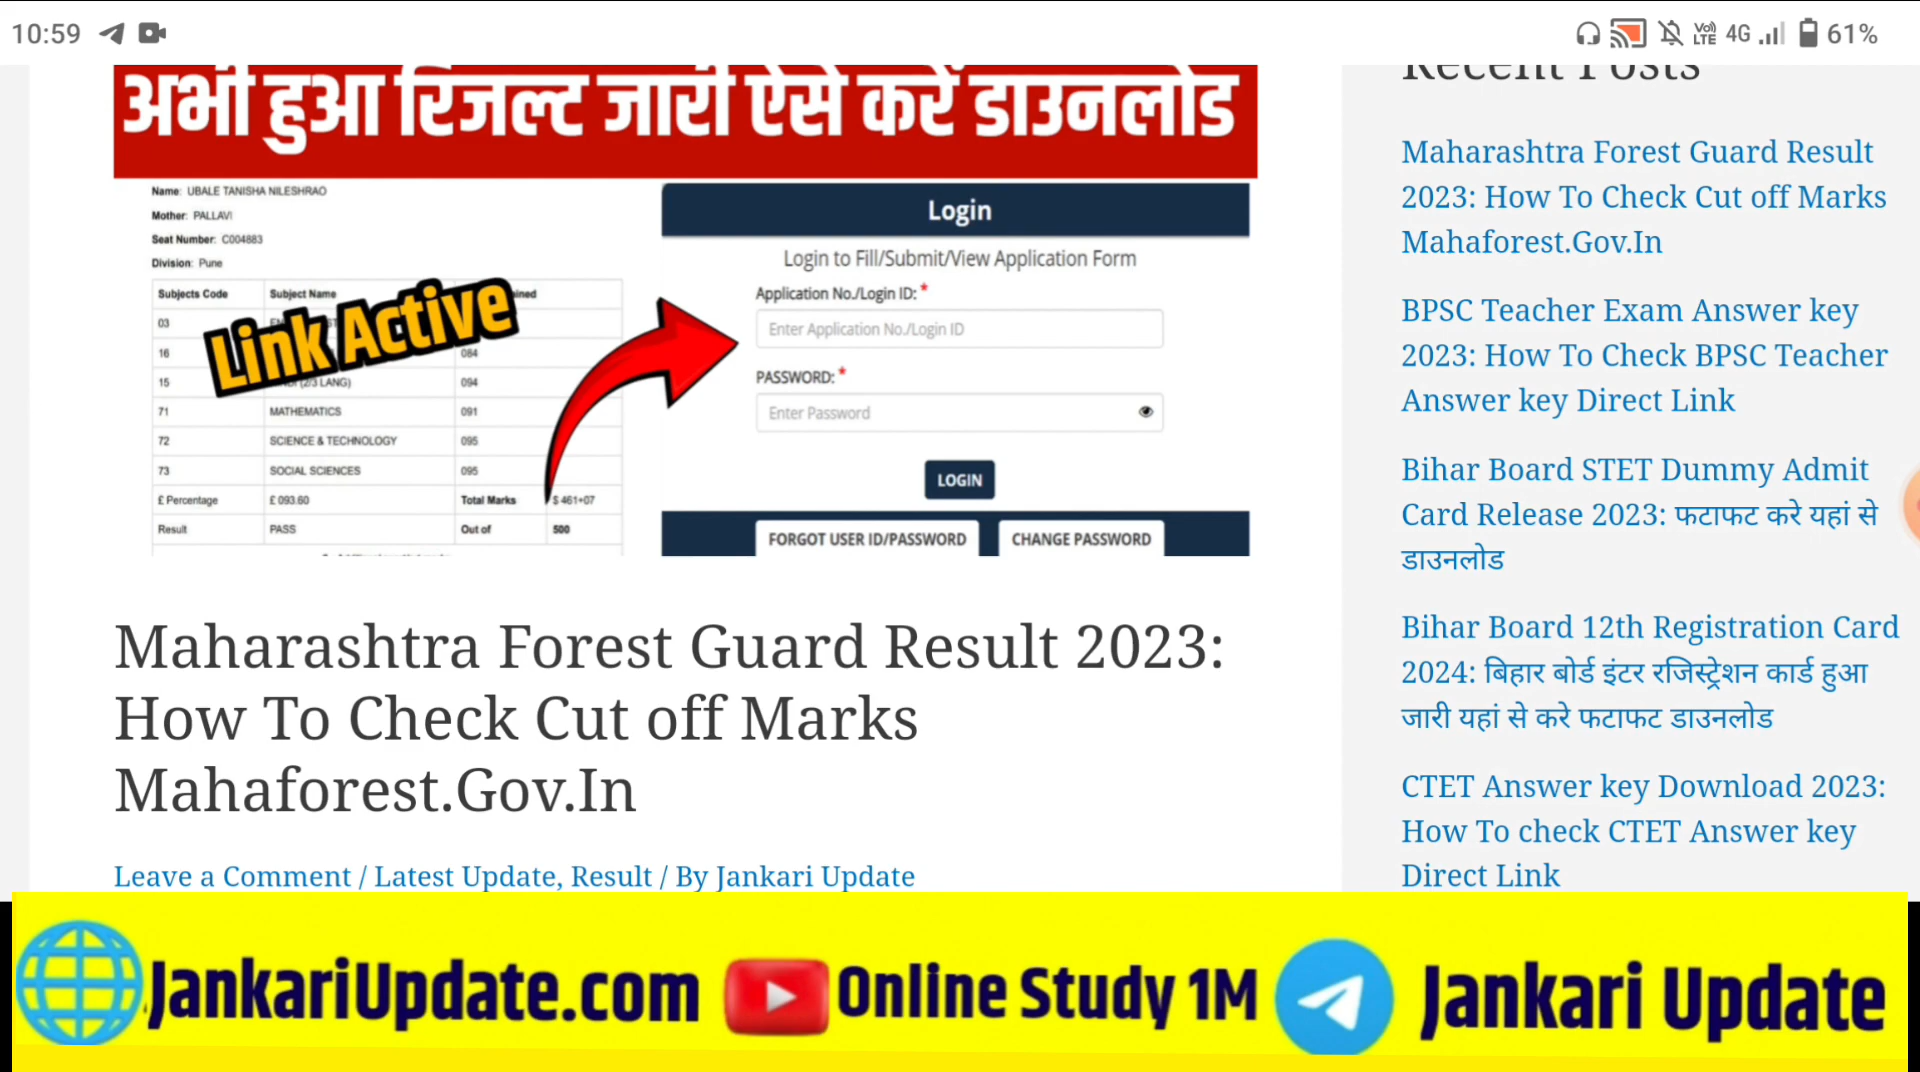 10:59
VoLTE 4G 61%
अभी हुआ रिजल्ट जारी ऐसे करें डाउनलोड
Name: UBALE TANISHA NILESHRAO
Mother: PALLAVI
Seat Number: C004883
Division: Pune
Subjects Code Subject Name
03
16 084
15 (2/3 LANG) 094
71 MATHEMATICS 091
72 SCIENCE & TECHNOLOGY 095
73 SOCIAL SCIENCES 095
£ Percentage £ 093.60 Total Marks $ 461+07
Result PASS Out of 500
Link Active
Login
Login to Fill/Submit/View Application Form
Application No./Login ID: *
Enter Application No./Login ID
PASSWORD: *
Enter Password
LOGIN
FORGOT USER ID/PASSWORD CHANGE PASSWORD
Maharashtra Forest Guard Result 2023:
How To Check Cut off Marks
Mahaforest.Gov.In
Leave a Comment / Latest Update, Result / By Jankari Update
Recent Posts
Maharashtra Forest Guard Result
2023: How To Check Cut off Marks
Mahaforest.Gov.In
BPSC Teacher Exam Answer key
2023: How To Check BPSC Teacher
Answer key Direct Link
Bihar Board STET Dummy Admit
Card Release 2023: फटाफट करे यहां से
डाउनलोड
Bihar Board 12th Registration Card
2024: बिहार बोर्ड इंटर रजिस्ट्रेशन कार्ड हुआ
जारी यहां से करे फटाफट डाउनलोड
CTET Answer key Download 2023:
How To check CTET Answer key
Direct Link
JankariUpdate.com Online Study 1M Jankari Update